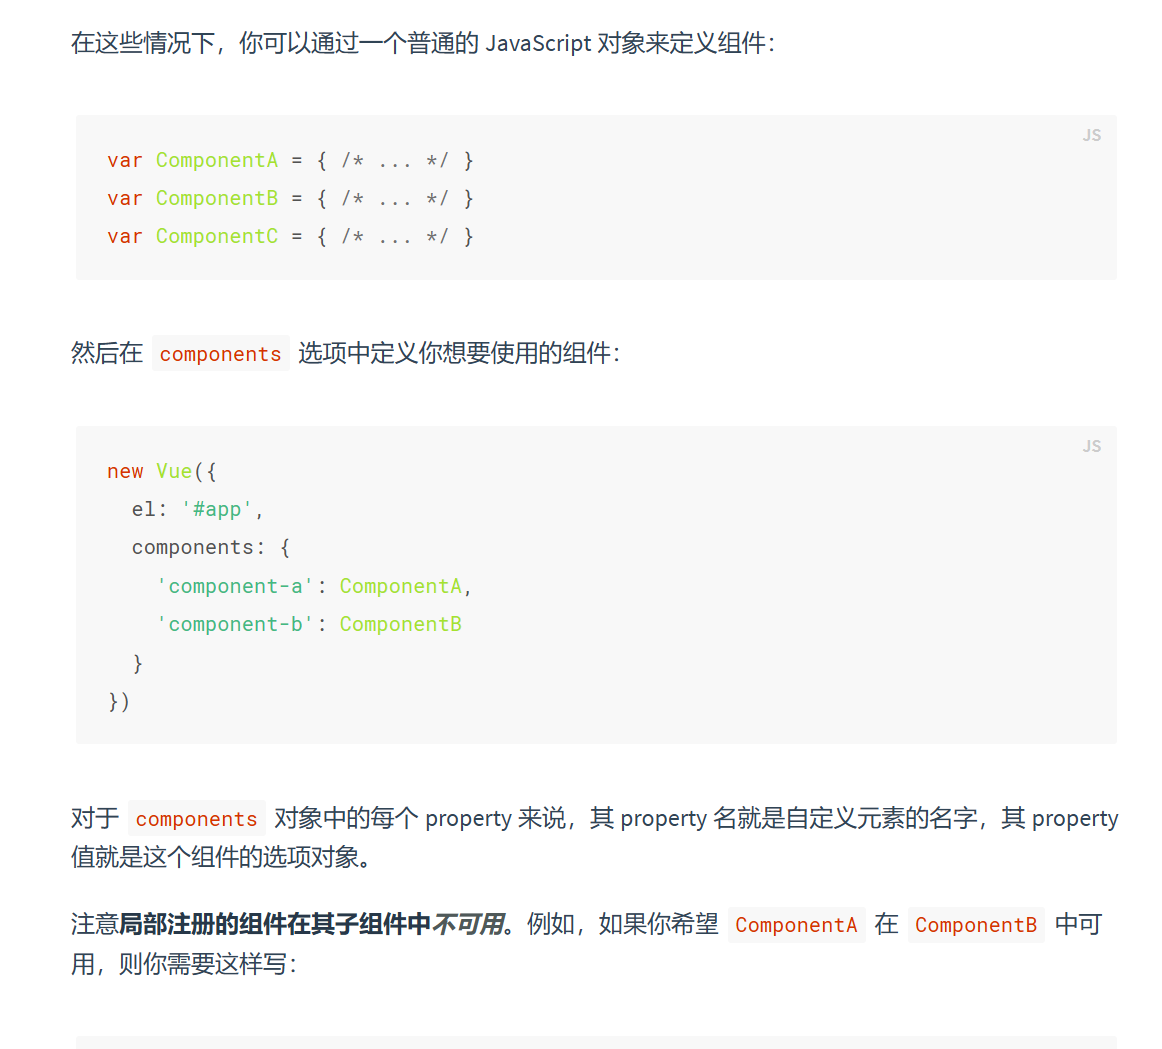 在这些情况下，你可以通过一个普通的 JavaScript 对象来定义组件：
JS
var ComponentA = { /* ... */ }
var ComponentB = { /* ... */ }
var ComponentC = { /* ... */ }
然后在 components 选项中定义你想要使用的组件：
JS
new Vue({
  el: '#app',
  components: {
    'component-a': ComponentA,
    'component-b': ComponentB
  }
})
对于 components 对象中的每个 property 来说，其 property 名就是自定义元素的名字，其 property
值就是这个组件的选项对象。
注意局部注册的组件在其子组件中不可用。例如，如果你希望 ComponentA 在 ComponentB 中可
用，则你需要这样写：